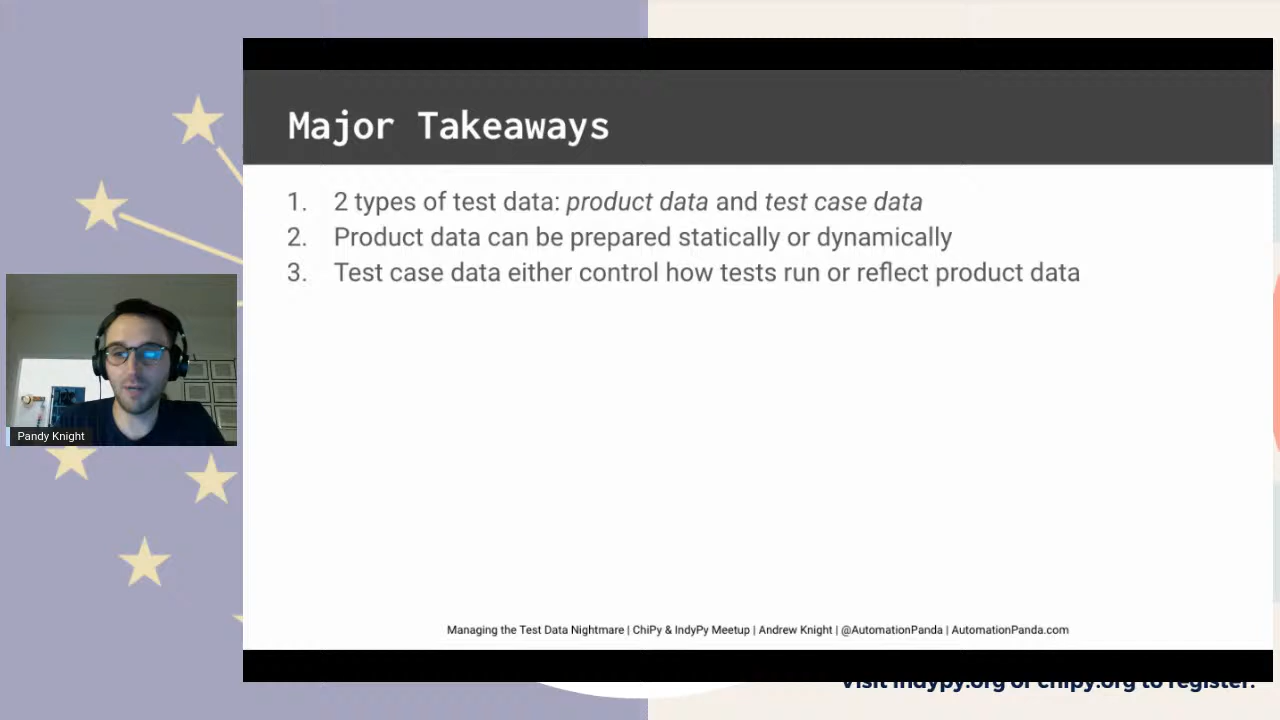 Major Takeaways
1. 2 types of test data: product data and test case data
2. Product data can be prepared statically or dynamically
3. Test case data either control how tests run or reflect product data
Pandy Knight
Managing the Test Data Nightmare | ChiPy & IndyPy Meetup | Andrew Knight | @AutomationPanda | AutomationPanda.com
Visit indypy.org or chipy.org to register.